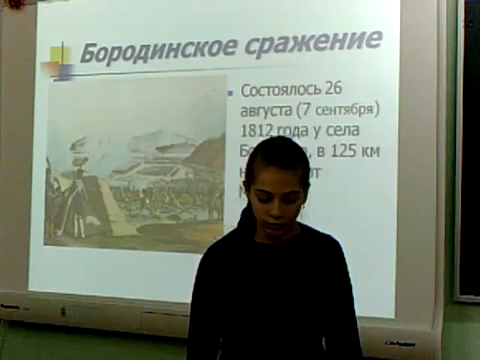 Бородинское сражение
Состоялось 26
августа (7 сентября)
1812 года у села
в 125 км